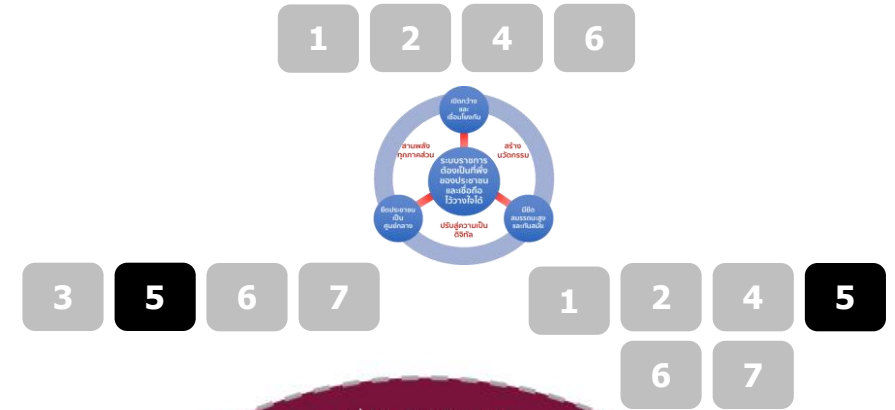 1 2 4 6
เปิดกว้าง
และ
เชื่อมโยงกัน
สานพลัง
ทุกภาคส่วน
สร้าง
นวัตกรรม
ระบบราชการ
ต้องเป็นที่พึ่ง
ของประชาชน
และเชื่อถือ
ไว้วางใจได้
ยึดประชาชน
เป็น
ศูนย์กลาง
ปรับสู่ความเป็น
ดิจิทัล
มีขีด
สมรรถนะสูง
และทันสมัย
3 5 6 7
1 2 4 5
6 7